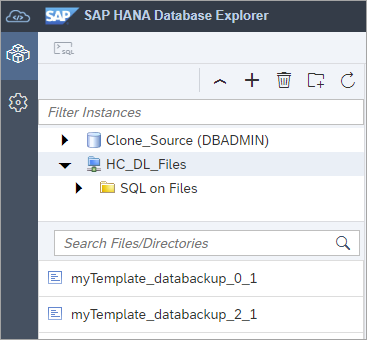 SAP SAP HANA Database Explorer
SQL
Filter Instances
Clone_Source (DBADMIN)
HC_DL_Files
SQL on Files
Search Files/Directories
myTemplate_databackup_0_1
myTemplate_databackup_2_1